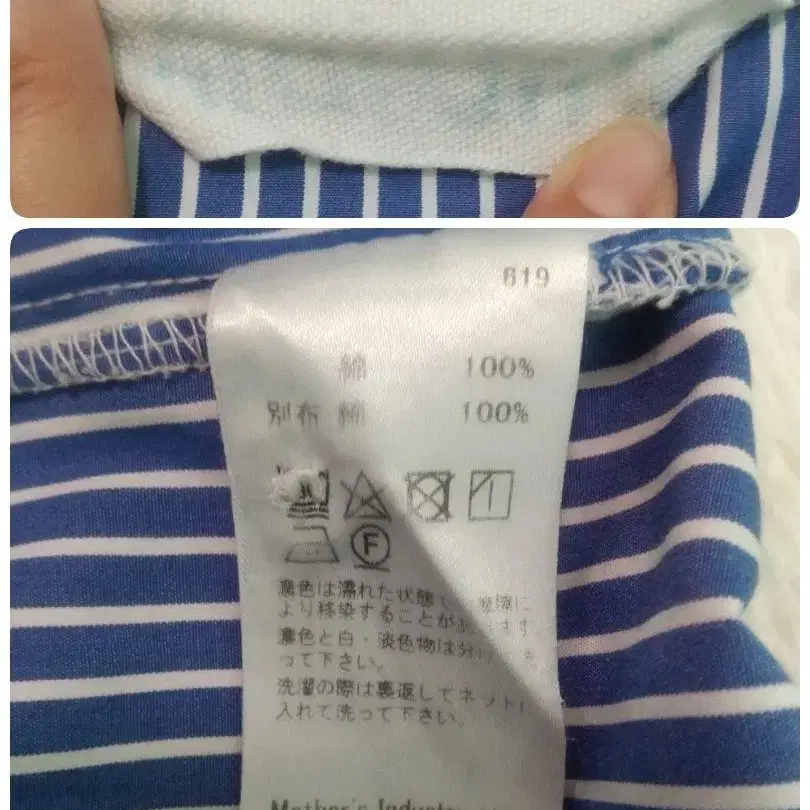 619
綿 100%
別布 綿 100%
F
濃色は濡れた状態で 摩擦に
より移染することがあります。
濃色と白・淡色物は分け
って下さい。
洗濯の際は裏返してネットに
入れて洗って下さい。
Mother's Industry